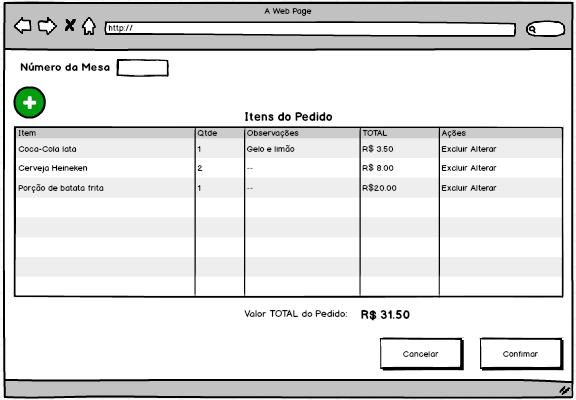 A Web Page
http://
Número da Mesa
Itens do Pedido
Item Qtde Observações TOTAL Ações
Coca-Cola lata 1 Gelo e limão R$ 3.50 Excluir Alterar
Cerveja Heineken 2 -- R$ 8.00 Excluir Alterar
Porção de batata frita 1 -- R$20.00 Excluir Alterar
Valor TOTAL do Pedido: R$ 31.50
Cancelar Confimar